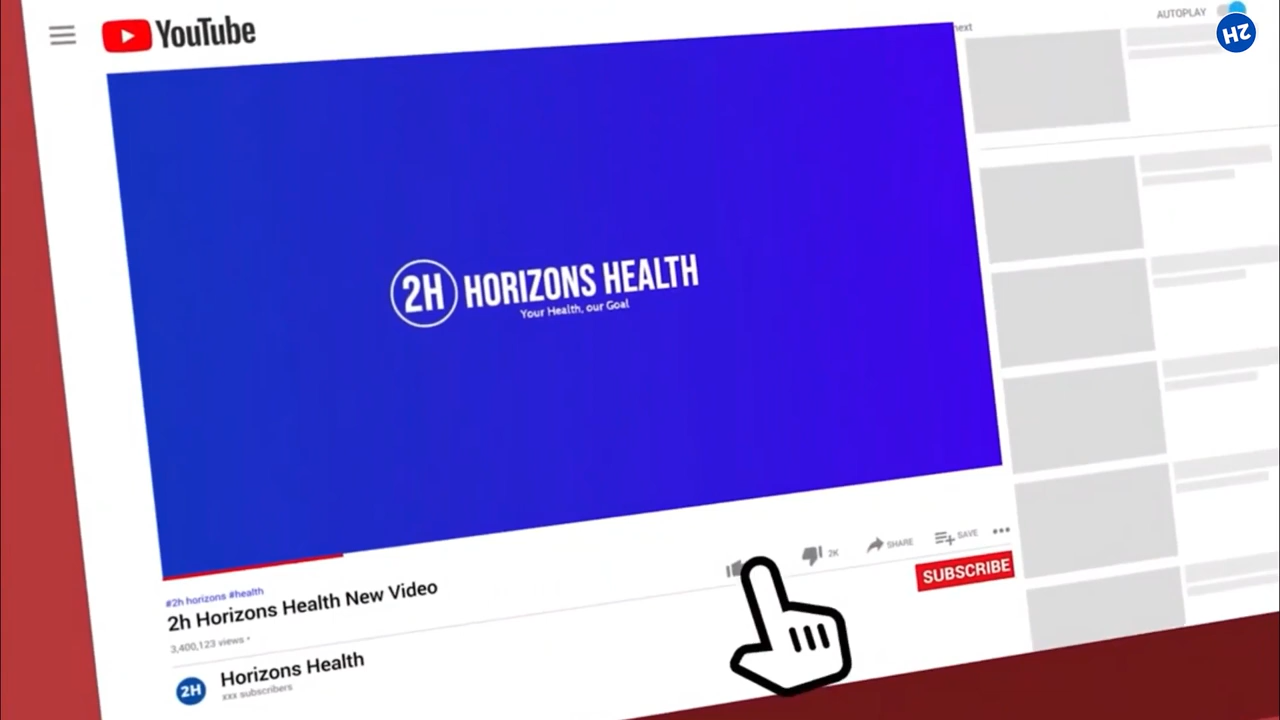 YouTube
AUTOPLAY
next
HZ
2H HORIZONS HEALTH
Your Health, our Goal
2K
SHARE
SAVE
SUBSCRIBE
#2h horizons #health
2h Horizons Health New Video
3,400,123 views
2H
Horizons Health
xxx subscribers